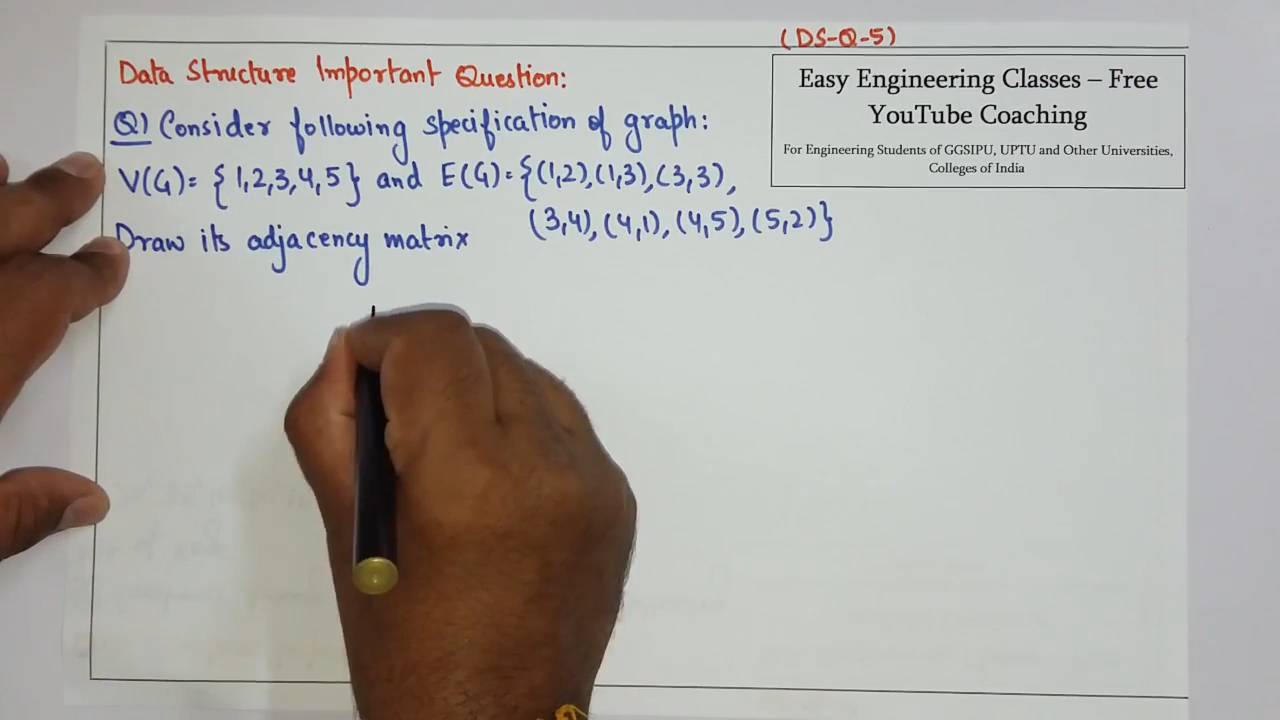 (DS-Q-5)
Data Structure Important Question:
Easy Engineering Classes – Free
YouTube Coaching
For Engineering Students of GGSIPU, UPTU and Other Universities,
Colleges of India
Q1) Consider following specification of graph:
V(G)= {1,2,3,4,5} and E(G)={(1,2),(1,3),(3,3),
(3,4),(4,1),(4,5),(5,2)}
Draw its adjacency matrix